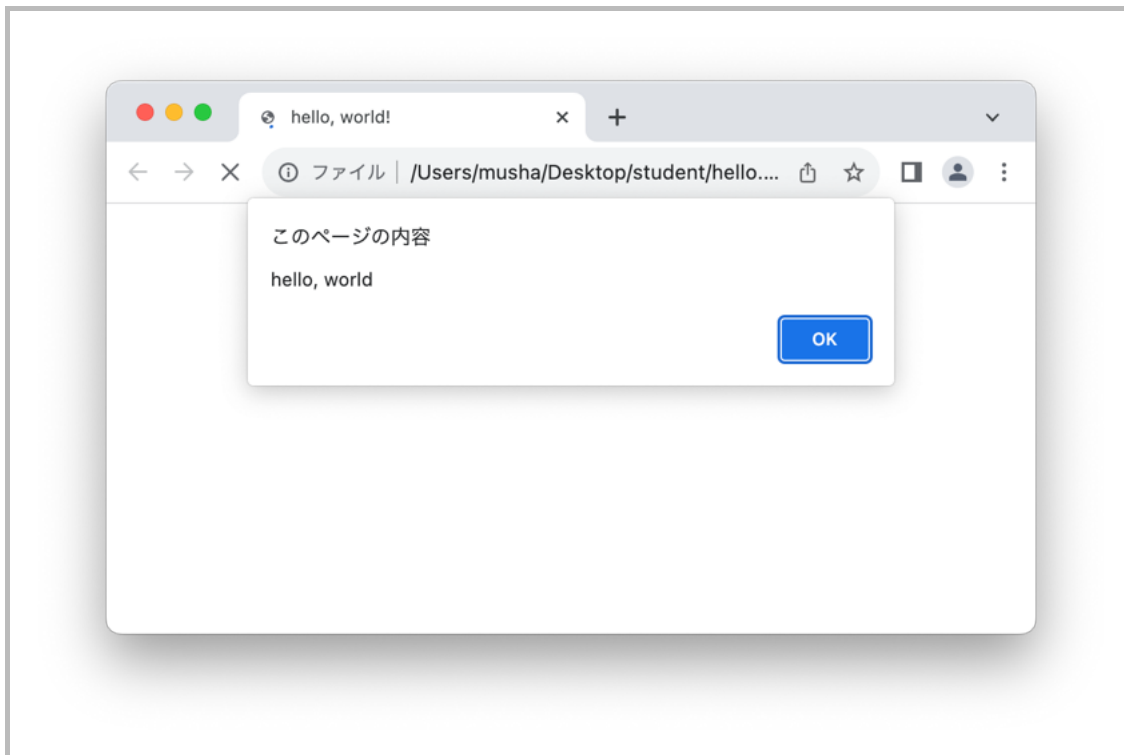 hello, world!
ファイル /Users/musha/Desktop/student/hello....
このページの内容
hello, world
OK